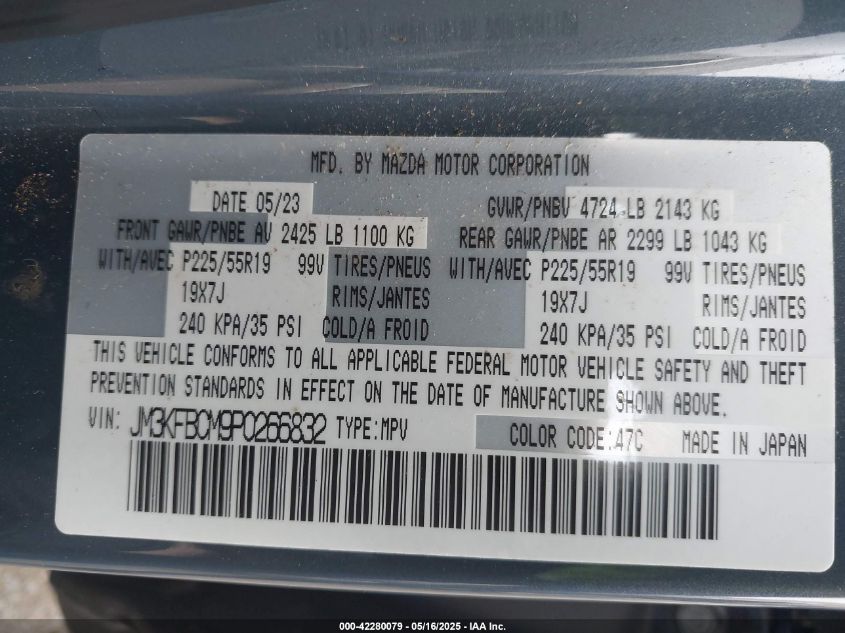 MFD. BY MAZDA MOTOR CORPORATION
DATE 05/23 GVWR/PNBV 4724 LB 2143 KG
FRONT GAWR/PNBE AV 2425 LB 1100 KG REAR GAWR/PNBE AR 2299 LB 1043 KG
WITH/AVEC P225/55R19 99V TIRES/PNEUS WITH/AVEC P225/55R19 99V TIRES/PNEUS
19X7J RIMS/JANTES 19X7J RIMS/JANTES
240 KPA/35 PSI COLD/A FROID 240 KPA/35 PSI COLD/A FROID
THIS VEHICLE CONFORMS TO ALL APPLICABLE FEDERAL MOTOR VEHICLE SAFETY AND THEFT
PREVENTION STANDARDS IN EFFECT ON THE DATE OF MANUFACTURE SHOWN ABOVE.
VIN: JM3KFBCM9P0266832 TYPE:MPV COLOR CODE:47C MADE IN JAPAN
000-42280079 - 05/16/2025 - IAA Inc.